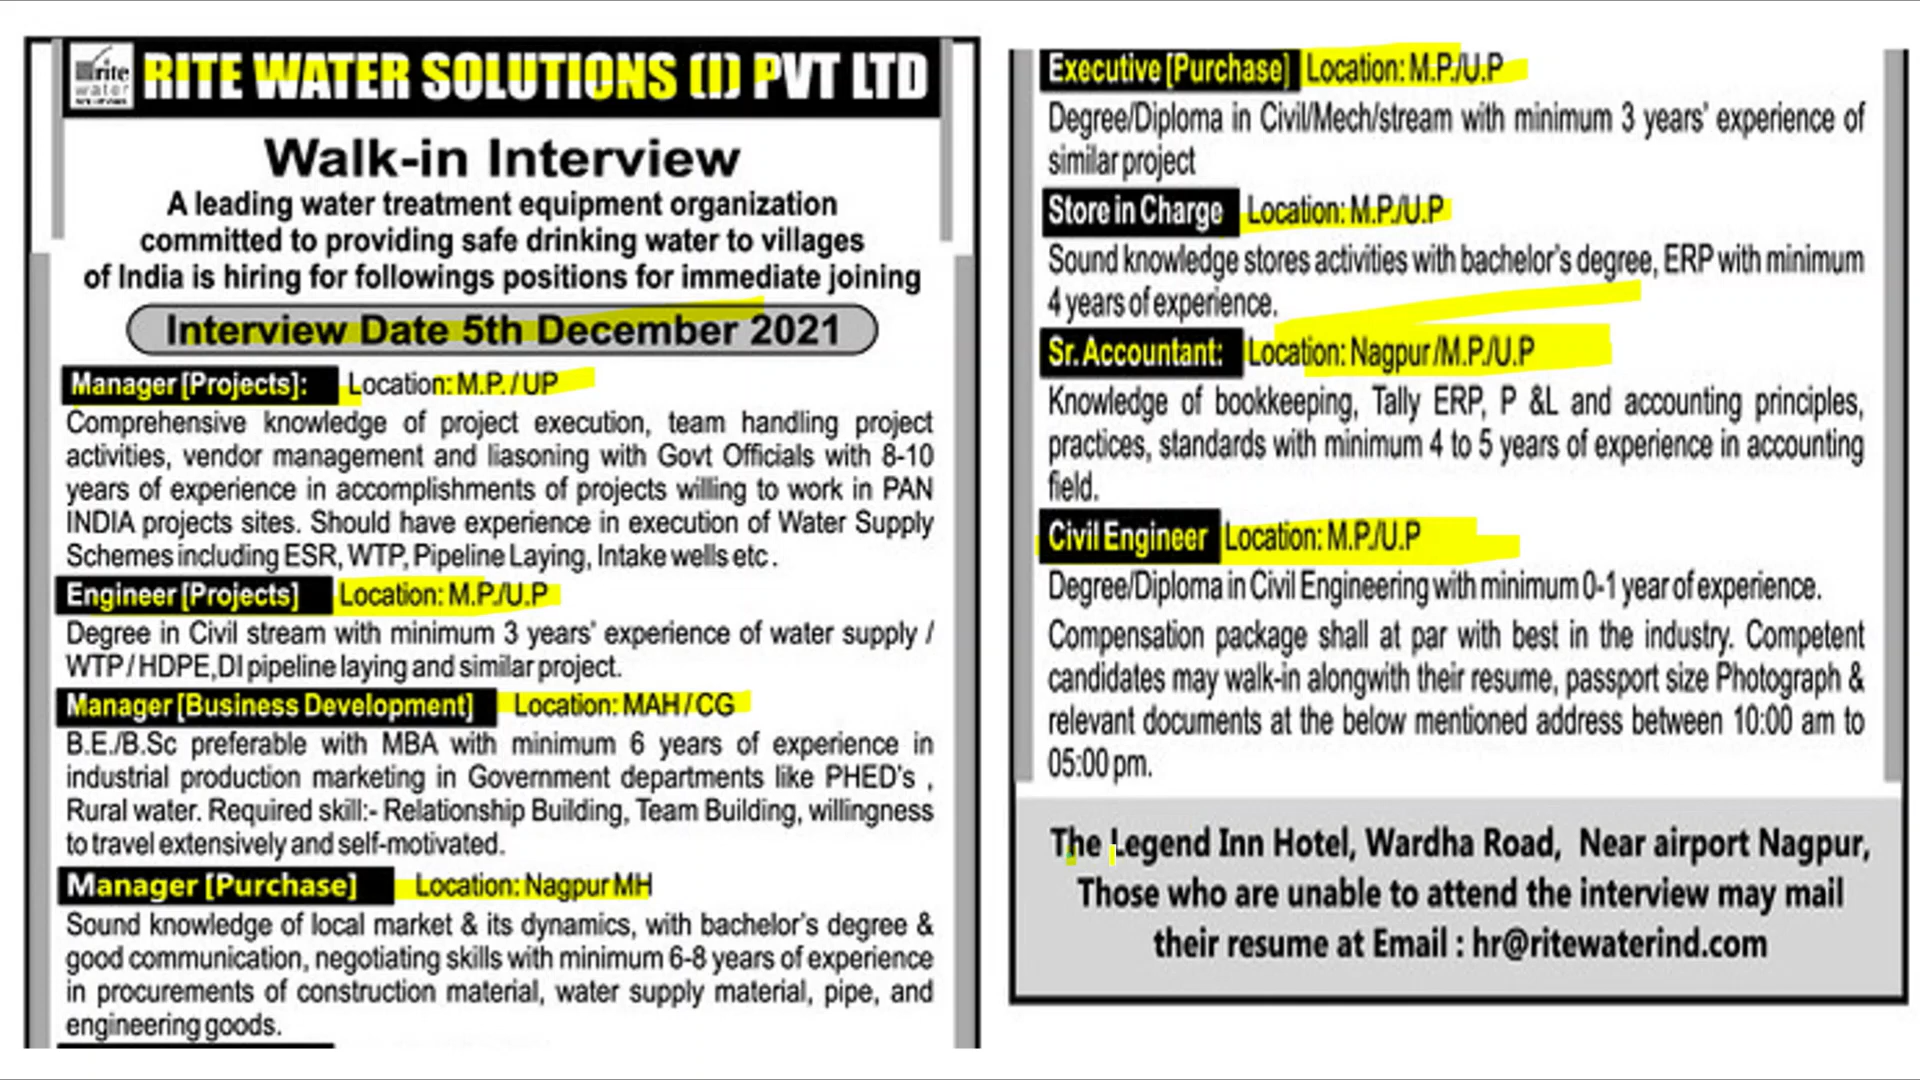 rite
water
RITE WATER SOLUTIONS (I) PVT LTD
Walk-in Interview
A leading water treatment equipment organization
committed to providing safe drinking water to villages
of India is hiring for followings positions for immediate joining
Interview Date 5th December 2021
Manager [Projects]: Location: M.P. / UP
Comprehensive knowledge of project execution, team handling project
activities, vendor management and liasoning with Govt Officials with 8-10
years of experience in accomplishments of projects willing to work in PAN
INDIA projects sites. Should have experience in execution of Water Supply
Schemes including ESR, WTP, Pipeline Laying, Intake wells etc .
Engineer [Projects] Location: M.P./U.P
Degree in Civil stream with minimum 3 years' experience of water supply /
WTP / HDPE,DI pipeline laying and similar project.
Manager [Business Development] Location: MAH / CG
B.E./B.Sc preferable with MBA with minimum 6 years of experience in
industrial production marketing in Government departments like PHED's ,
Rural water. Required skill:- Relationship Building, Team Building, willingness
to travel extensively and self-motivated.
Manager [Purchase] Location: Nagpur MH
Sound knowledge of local market & its dynamics, with bachelor's degree &
good communication, negotiating skills with minimum 6-8 years of experience
in procurements of construction material, water supply material, pipe, and
engineering goods.
Executive [Purchase] Location: M.P./U.P
Degree/Diploma in Civil/Mech/stream with minimum 3 years' experience of
similar project
Store in Charge Location: M.P./U.P
Sound knowledge stores activities with bachelor's degree, ERP with minimum
4 years of experience.
Sr. Accountant: Location: Nagpur /M.P./U.P
Knowledge of bookkeeping, Tally ERP, P &L and accounting principles,
practices, standards with minimum 4 to 5 years of experience in accounting
field.
Civil Engineer Location: M.P./U.P
Degree/Diploma in Civil Engineering with minimum 0-1 year of experience.
Compensation package shall at par with best in the industry. Competent
candidates may walk-in alongwith their resume, passport size Photograph &
relevant documents at the below mentioned address between 10:00 am to
05:00 pm.
The Legend Inn Hotel, Wardha Road, Near airport Nagpur,
Those who are unable to attend the interview may mail
their resume at Email : hr@ritewaterind.com